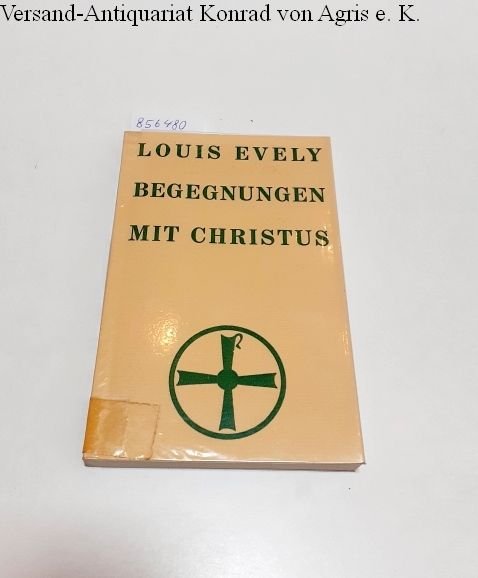 Versand-Antiquariat Konrad von Agris e. K.
856480
LOUIS EVELY
BEGEGNUNGEN
MIT CHRISTUS